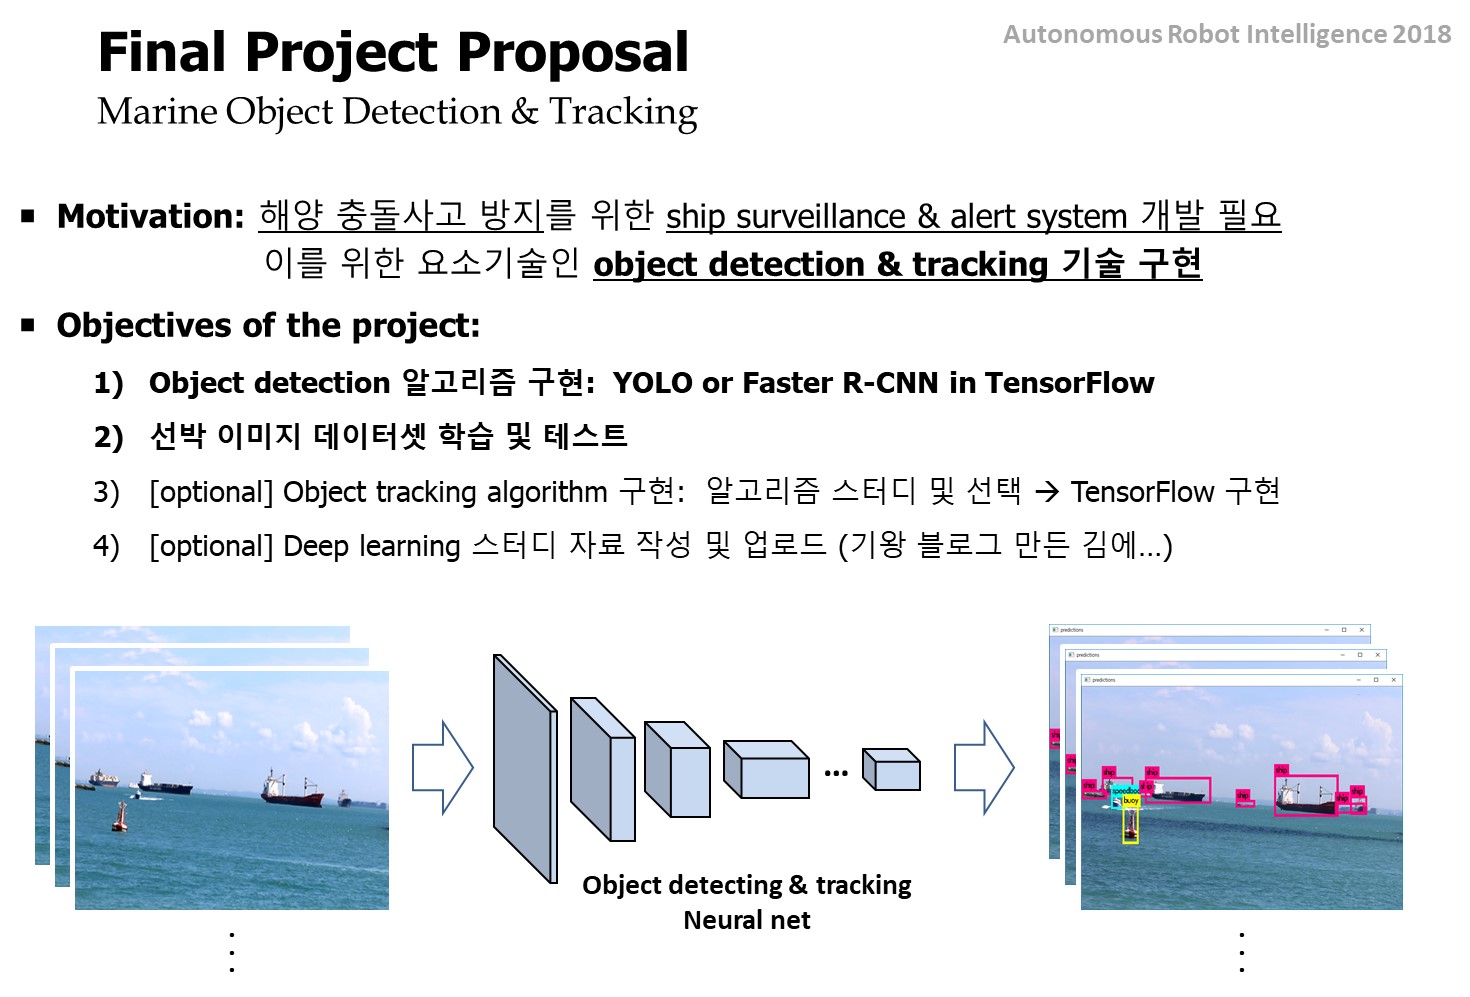 Autonomous Robot Intelligence 2018
Final Project Proposal
Marine Object Detection & Tracking
▪ Motivation: 해양 충돌사고 방지를 위한 ship surveillance & alert system 개발 필요
이를 위한 요소기술인 object detection & tracking 기술 구현
▪ Objectives of the project:
1) Object detection 알고리즘 구현: YOLO or Faster R-CNN in TensorFlow
2) 선박 이미지 데이터셋 학습 및 테스트
3) [optional] Object tracking algorithm 구현: 알고리즘 스터디 및 선택 → TensorFlow 구현
4) [optional] Deep learning 스터디 자료 작성 및 업로드 (기왕 블로그 만든 김에…)
...
Object detecting & tracking
Neural net
predictions
predictions
predictions
ship
ship
ship
ship
ship
ship
ship
ship
ship
ship
buoy